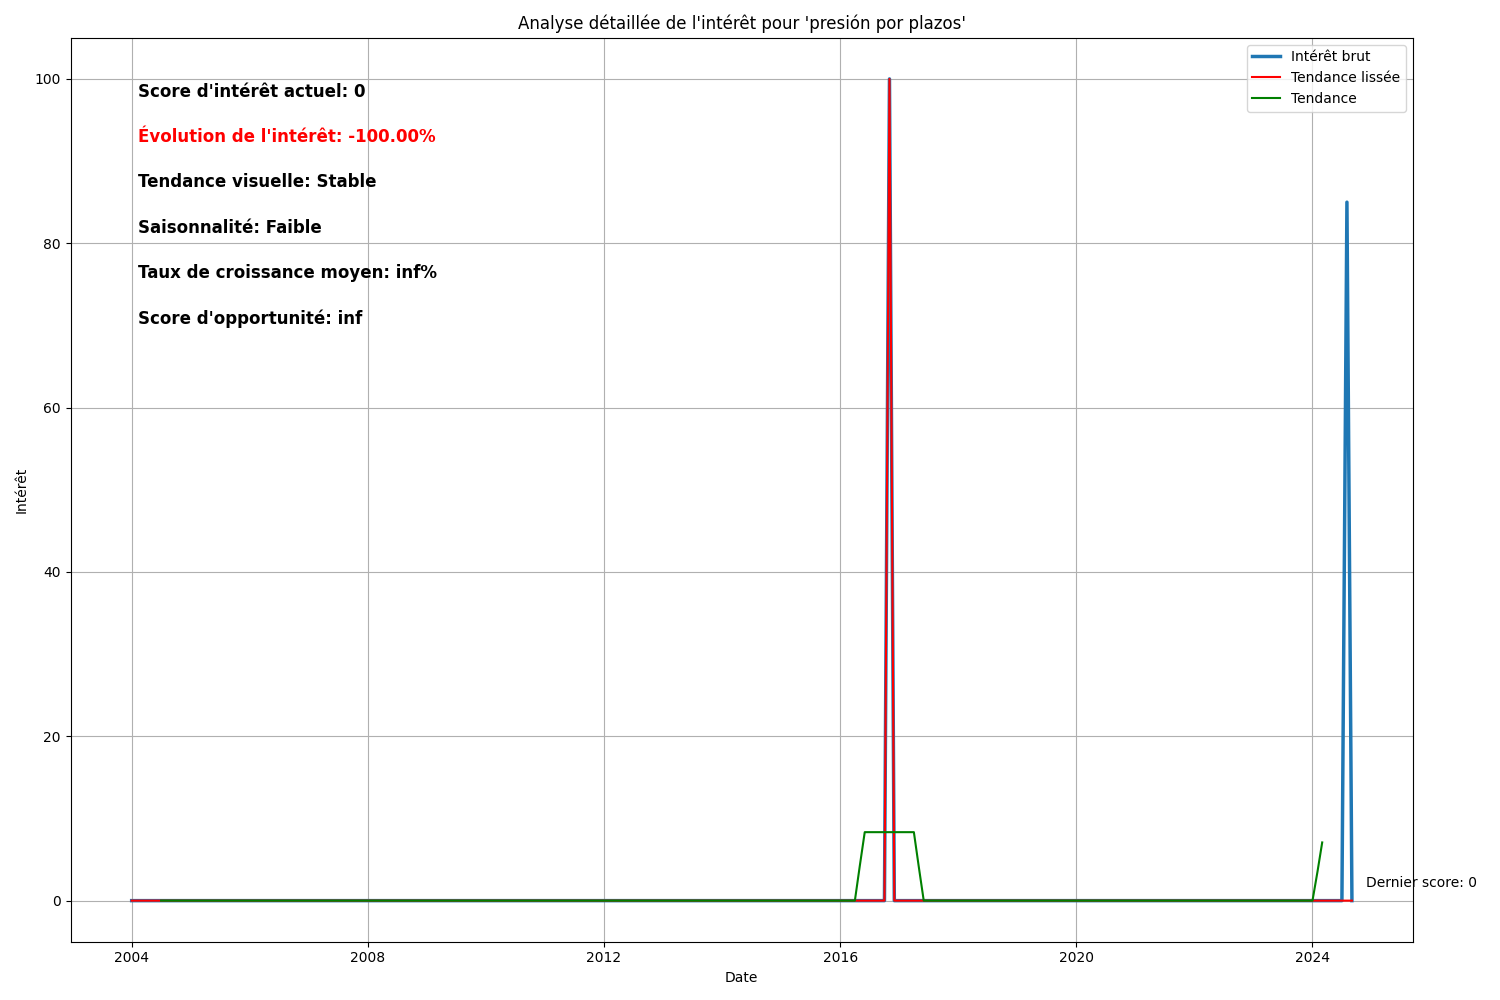 Analyse détaillée de l'intérêt pour 'presión por plazos'
Intérêt brut
Tendance lissée
Tendance
Score d'intérêt actuel: 0
Évolution de l'intérêt: -100.00%
Tendance visuelle: Stable
Saisonnalité: Faible
Taux de croissance moyen: inf%
Score d'opportunité: inf
100
80
60
40
20
0
Intérêt
Dernier score: 0
2004 2008 2012 2016 2020 2024
Date